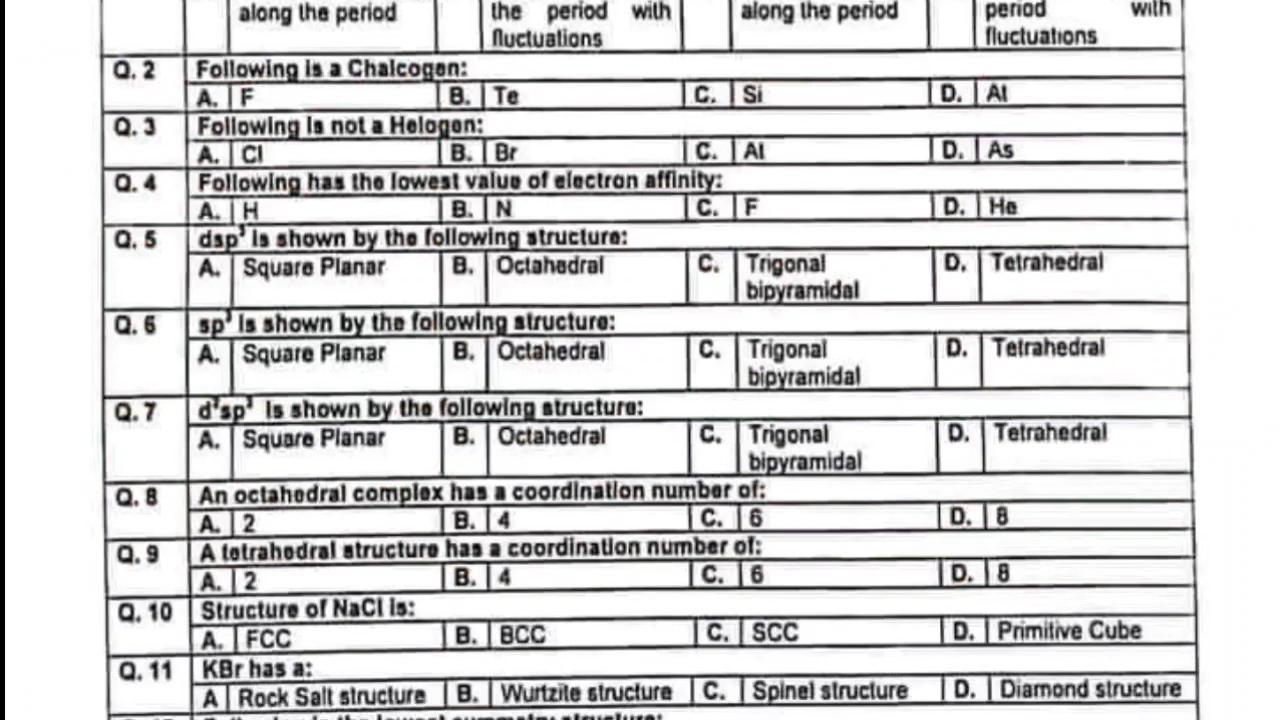 along the period
the period with
fluctuations
along the period
period with
fluctuations
Q. 2 Following is a Chalcogen:
A. F B. Te C. Si D. At
Q. 3 Following is not a Helogen:
A. Cl B. Br C. At D. As
Q. 4 Following has the lowest value of electron affinity:
A. H B. N C. F D. He
Q. 5 dsp³ is shown by the following structure:
A. Square Planar B. Octahedral C. Trigonal D. Tetrahedral
bipyramidal
Q. 6 sp³ is shown by the following structure:
A. Square Planar B. Octahedral C. Trigonal D. Tetrahedral
bipyramidal
Q. 7 d²sp³ is shown by the following structure:
A. Square Planar B. Octahedral C. Trigonal D. Tetrahedral
bipyramidal
Q. 8 An octahedral complex has a coordination number of:
A. 2 B. 4 C. 6 D. 8
Q. 9 A tetrahedral structure has a coordination number of:
A. 2 B. 4 C. 6 D. 8
Q. 10 Structure of NaCl is:
A. FCC B. BCC C. SCC D. Primitive Cube
Q. 11 KBr has a:
A Rock Salt structure B. Wurtzite structure C. Spinel structure D. Diamond structure